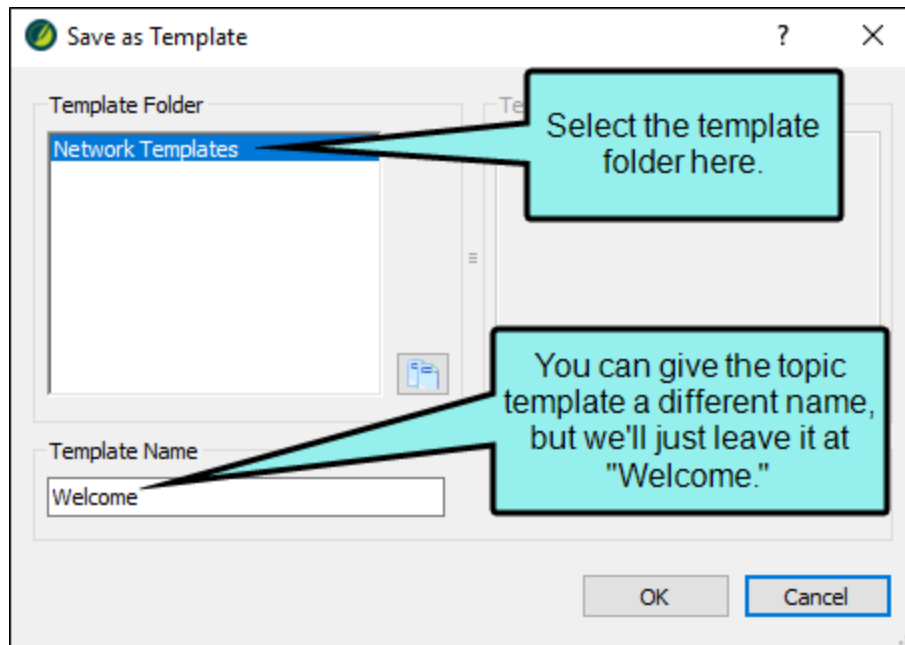 Save as Template
?
Template Folder
Te
Network Templates
Select the template
folder here.
You can give the topic
template a different name,
but we'll just leave it at
"Welcome."
Template Name
Welcome
OK
Cancel